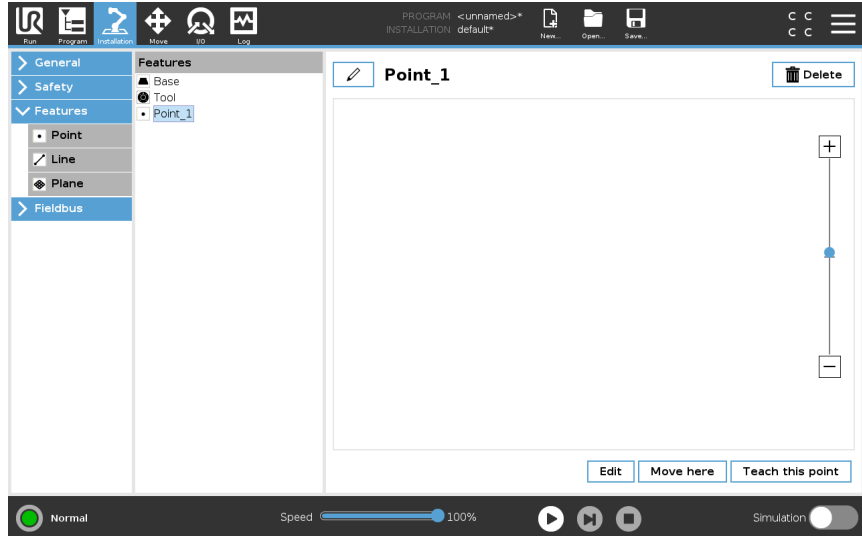 UR
Run
Program
Installation
Move
I/O
Log
PROGRAM <unnamed>*
INSTALLATION default*
New...
Open...
Save...
C C
C C
General
Safety
Features
Point
Line
Plane
Fieldbus
Features
Base
Tool
Point_1
Point_1
Delete
Edit
Move here
Teach this point
Normal
Speed
100%
Simulation